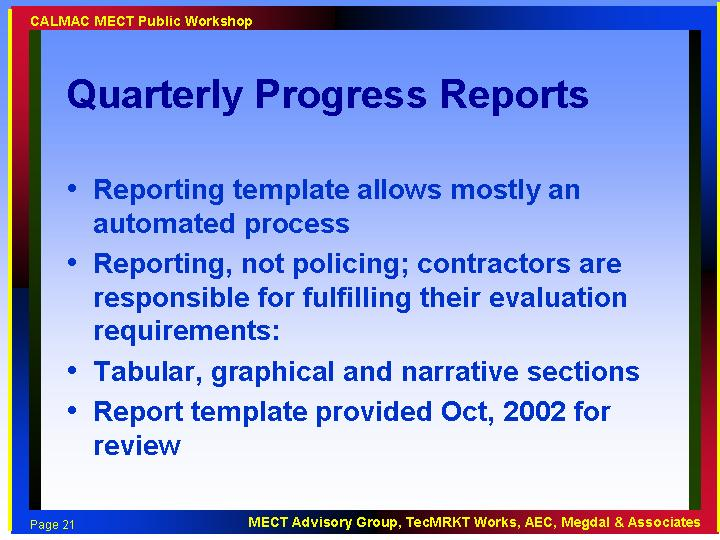 CALMAC MECT Public Workshop
Quarterly Progress Reports
• Reporting template allows mostly an
automated process
• Reporting, not policing; contractors are
responsible for fulfilling their evaluation
requirements:
• Tabular, graphical and narrative sections
• Report template provided Oct, 2002 for
review
Page 21
MECT Advisory Group, TecMRKT Works, AEC, Megdal & Associates